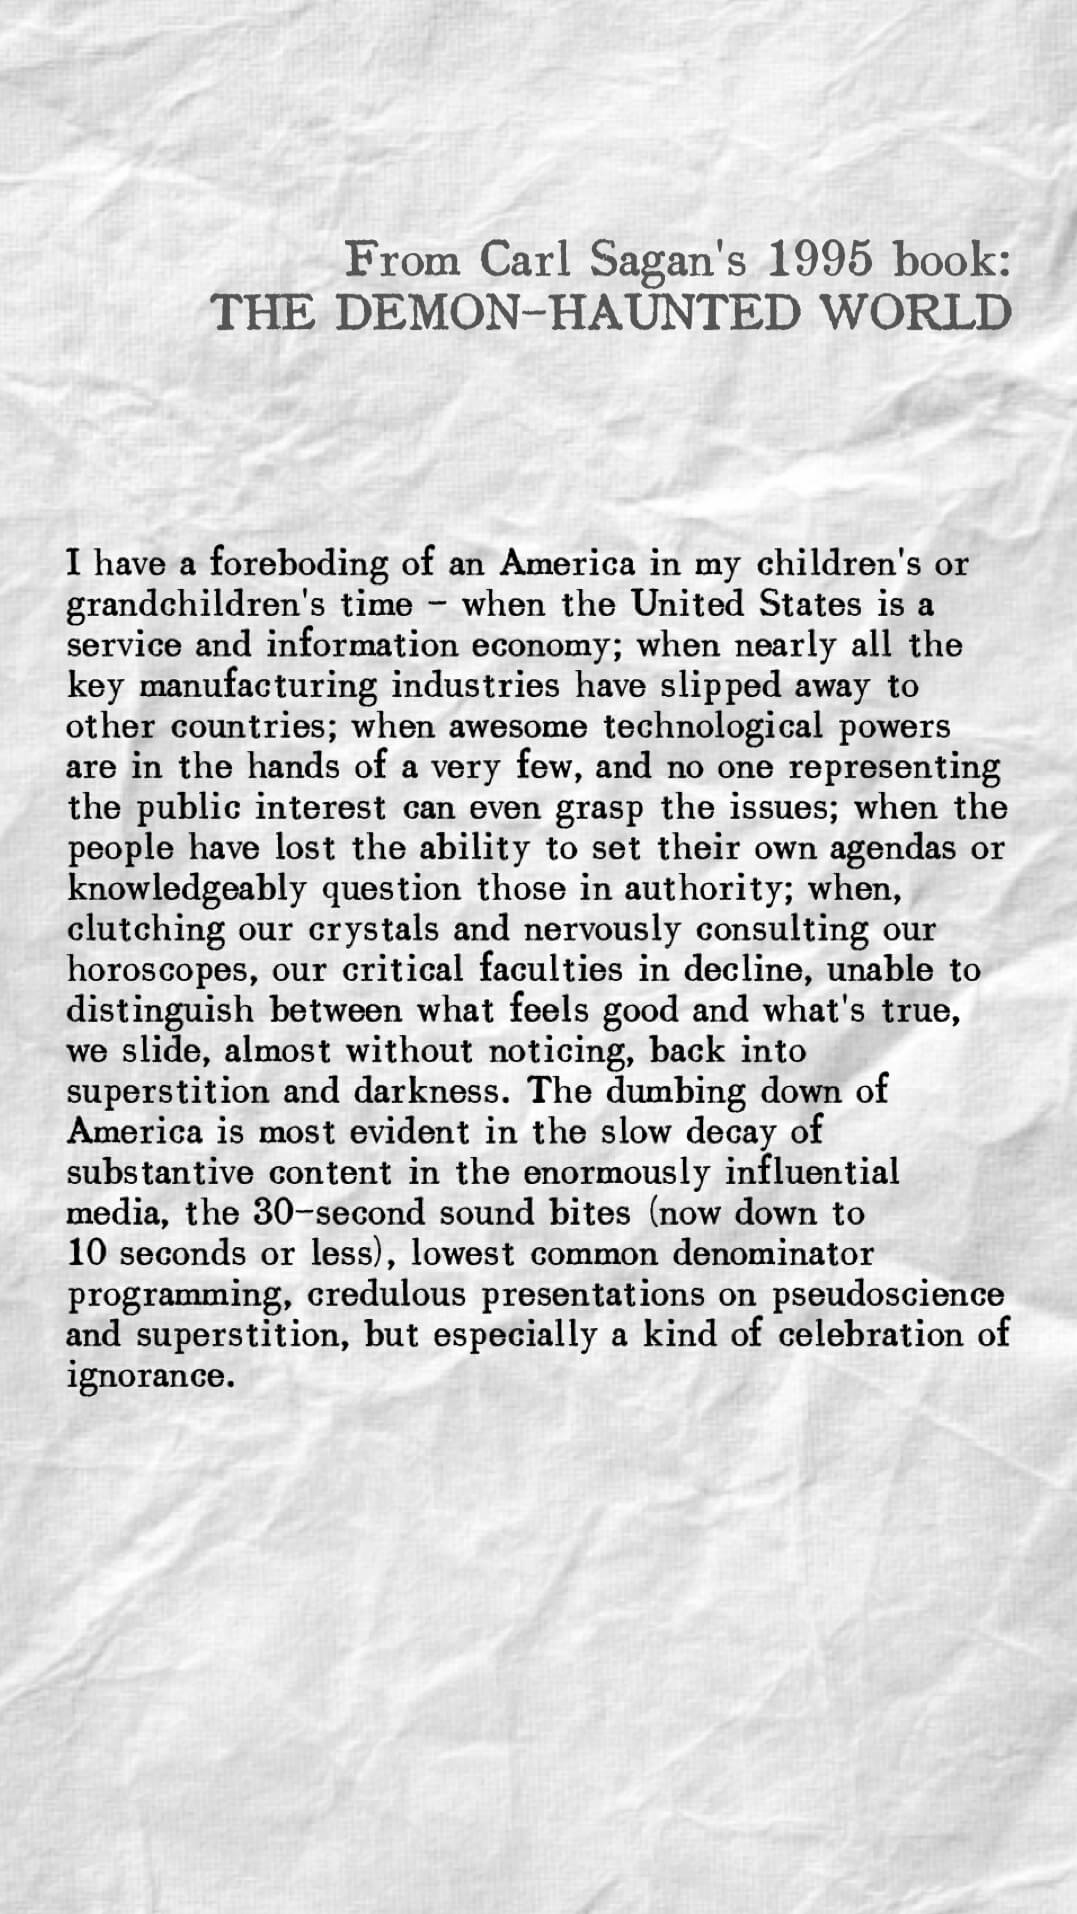 From Carl Sagan's 1995 book:
THE DEMON-HAUNTED WORLD
I have a foreboding of an America in my children's or
grandchildren's time - when the United States is a
service and information economy; when nearly all the
key manufacturing industries have slipped away to
other countries; when awesome technological powers
are in the hands of a very few, and no one representing
the public interest can even grasp the issues; when the
people have lost the ability to set their own agendas or
knowledgeably question those in authority; when,
clutching our crystals and nervously consulting our
horoscopes, our critical faculties in decline, unable to
distinguish between what feels good and what's true,
we slide, almost without noticing, back into
superstition and darkness. The dumbing down of
America is most evident in the slow decay of
substantive content in the enormously influential
media, the 30-second sound bites (now down to
10 seconds or less), lowest common denominator
programming, credulous presentations on pseudoscience
and superstition, but especially a kind of celebration of
ignorance.